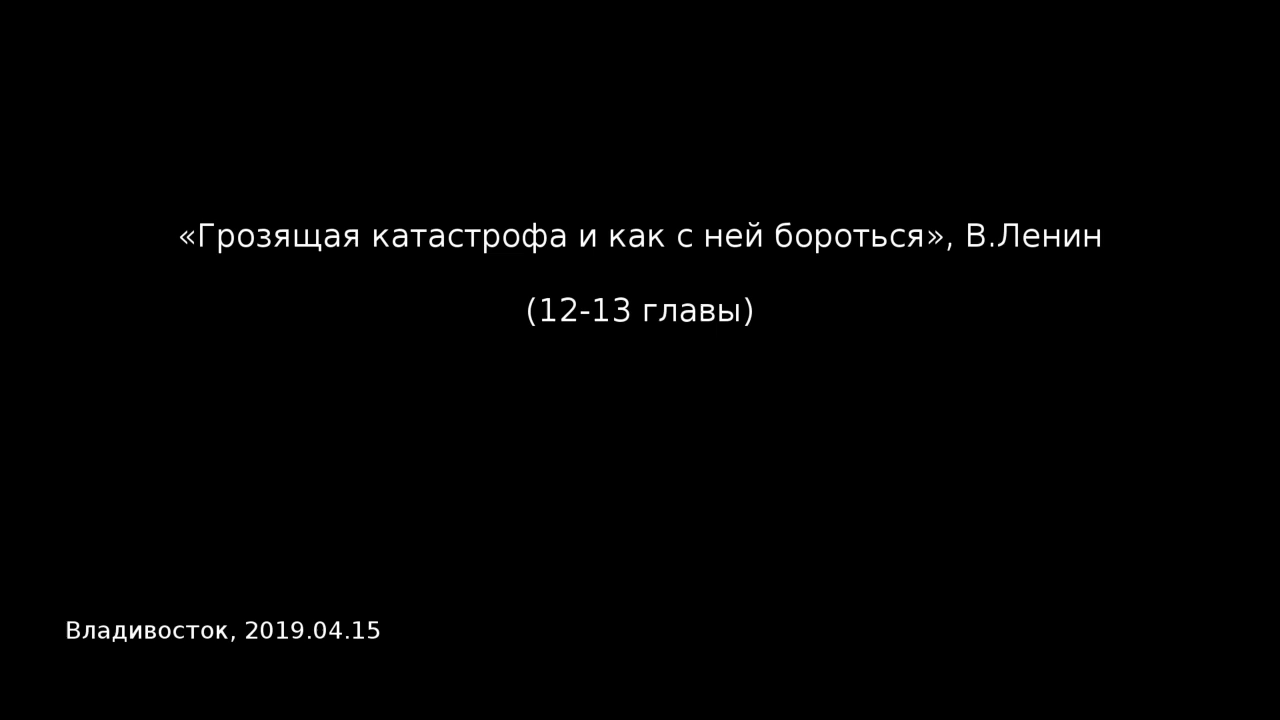 «Грозящая катастрофа и как с ней бороться», В.Ленин
(12-13 главы)
Владивосток, 2019.04.15